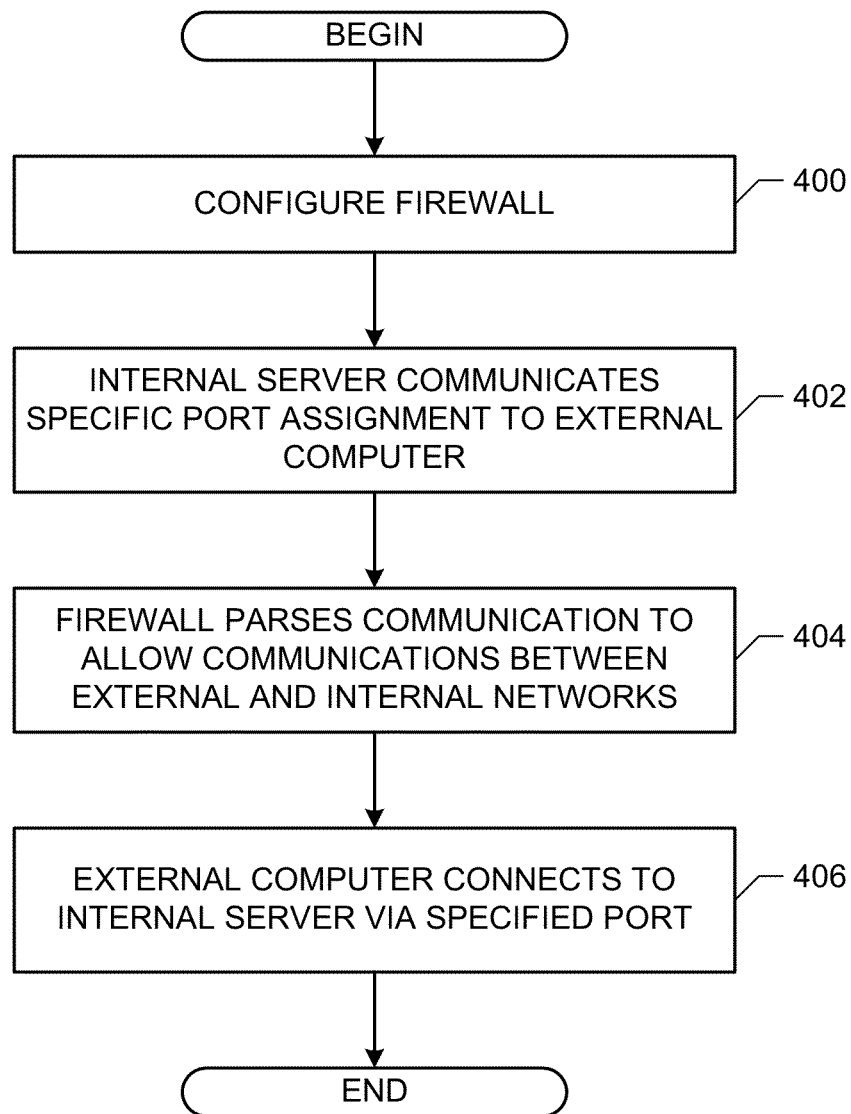 BEGIN
CONFIGURE FIREWALL
400
INTERNAL SERVER COMMUNICATES
SPECIFIC PORT ASSIGNMENT TO EXTERNAL
COMPUTER
402
FIREWALL PARSES COMMUNICATION TO
ALLOW COMMUNICATIONS BETWEEN
EXTERNAL AND INTERNAL NETWORKS
404
EXTERNAL COMPUTER CONNECTS TO
INTERNAL SERVER VIA SPECIFIED PORT
406
END